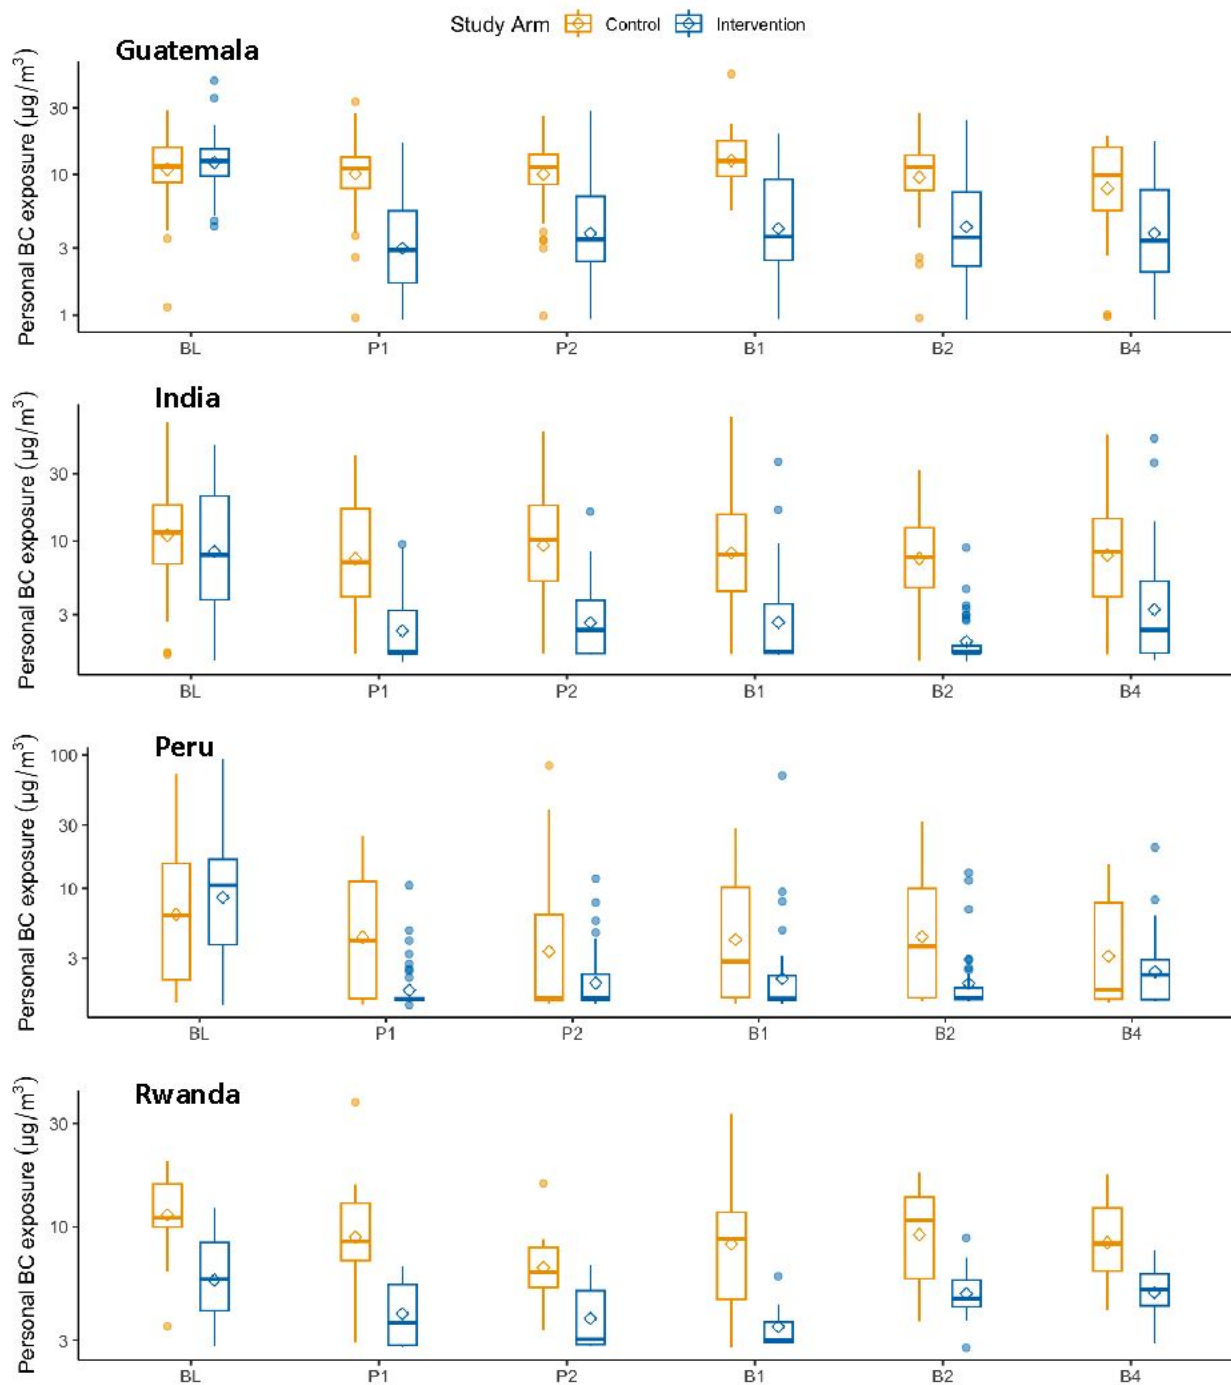 Study Arm Control Intervention
Guatemala
Personal BC exposure (µg/m³)
30
10
3
1
BL P1 P2 B1 B2 B4
India
Personal BC exposure (µg/m³)
30
10
3
BL P1 P2 B1 B2 B4
Peru
Personal BC exposure (µg/m³)
100
30
10
3
BL P1 P2 B1 B2 B4
Rwanda
Personal BC exposure (µg/m³)
30
10
3
BL P1 P2 B1 B2 B4